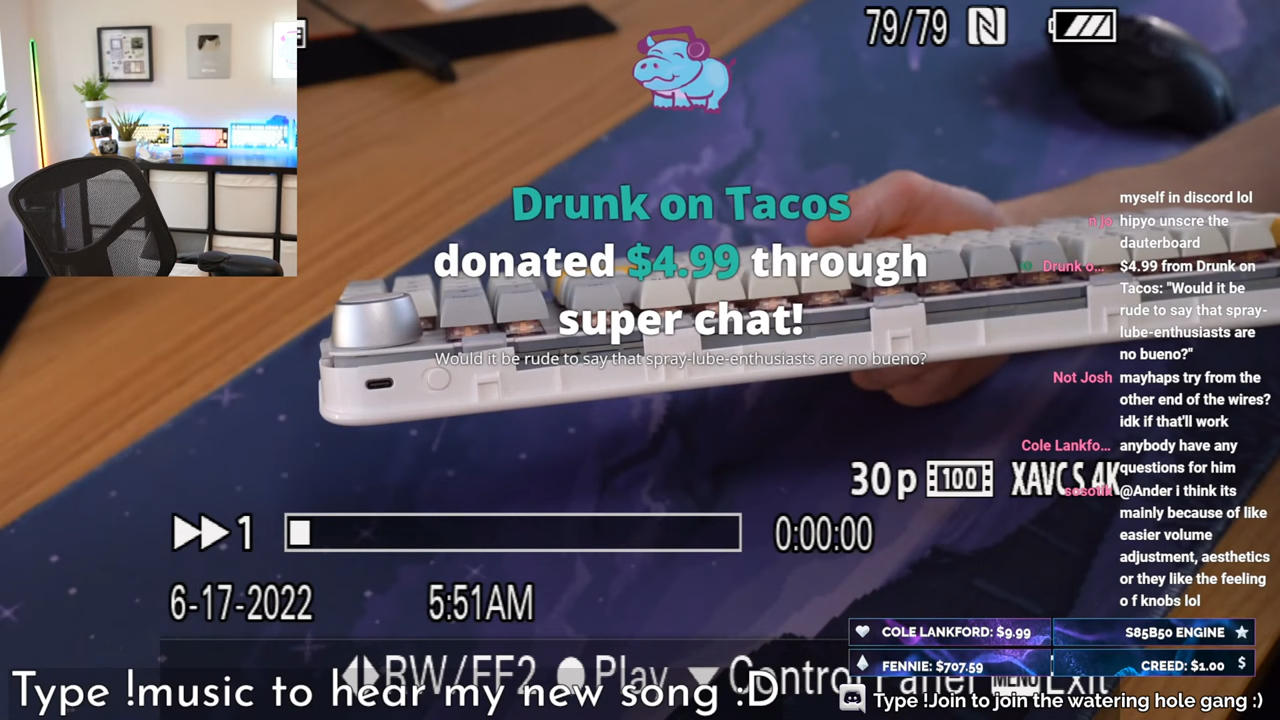 79/79
Drunk on Tacos
donated $4.99 through
super chat!
Would it be rude to say that spray-lube-enthusiasts are no bueno?
myself in discord lol
n jo hipyo unscre the
dauterboard
Drunk o... $4.99 from Drunk on
Tacos: "Would it be
rude to say that spray-
lube-enthusiasts are
no bueno?"
Not Josh mayhaps try from the
other end of the wires?
idk if that'll work
Cole Lankfo... anybody have any
questions for him
@Ander i think its
mainly because of like
easier volume
adjustment, aesthetics
or they like the feeling
o f knobs lol
30p 100 XAVC S 4K
1 0:00:00
6-17-2022 5:51AM
COLE LANKFORD: $9.99 S85B50 ENGINE
FENNIE: $707.59 CREED: $1.00 $
RW/FF2 Play MENU Exit
Type !music to hear my new song :D
Type !Join to join the watering hole gang :)